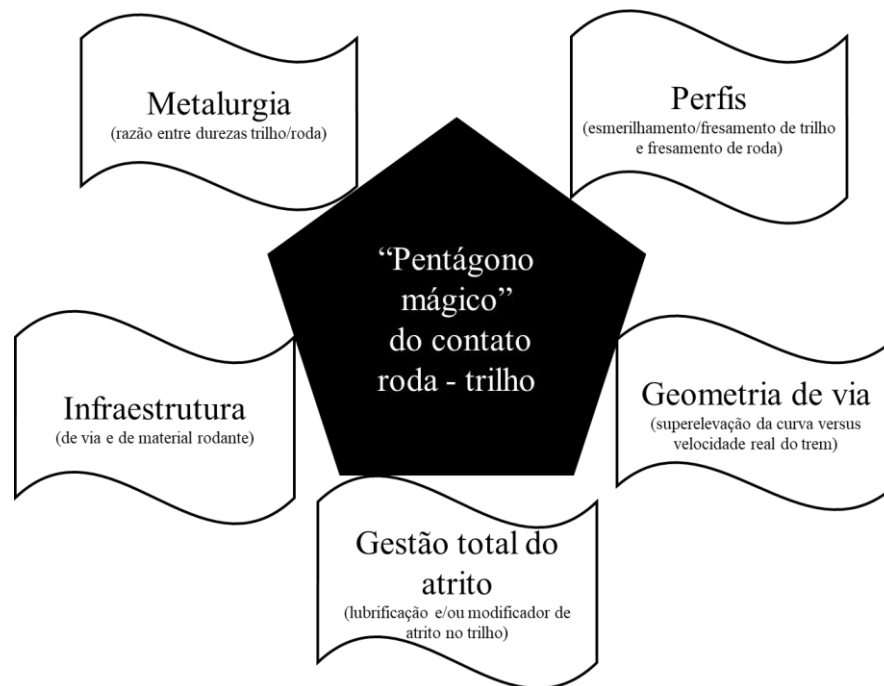 Metalurgia
(razão entre durezas trilho/roda)
Perfis
(esmerilhamento/fresamento de trilho
e fresamento de roda)
“Pentágono
mágico”
do contato
roda - trilho
Infraestrutura
(de via e de material rodante)
Geometria de via
(superelevação da curva versus
velocidade real do trem)
Gestão total do
atrito
(lubrificação e/ou modificador de
atrito no trilho)